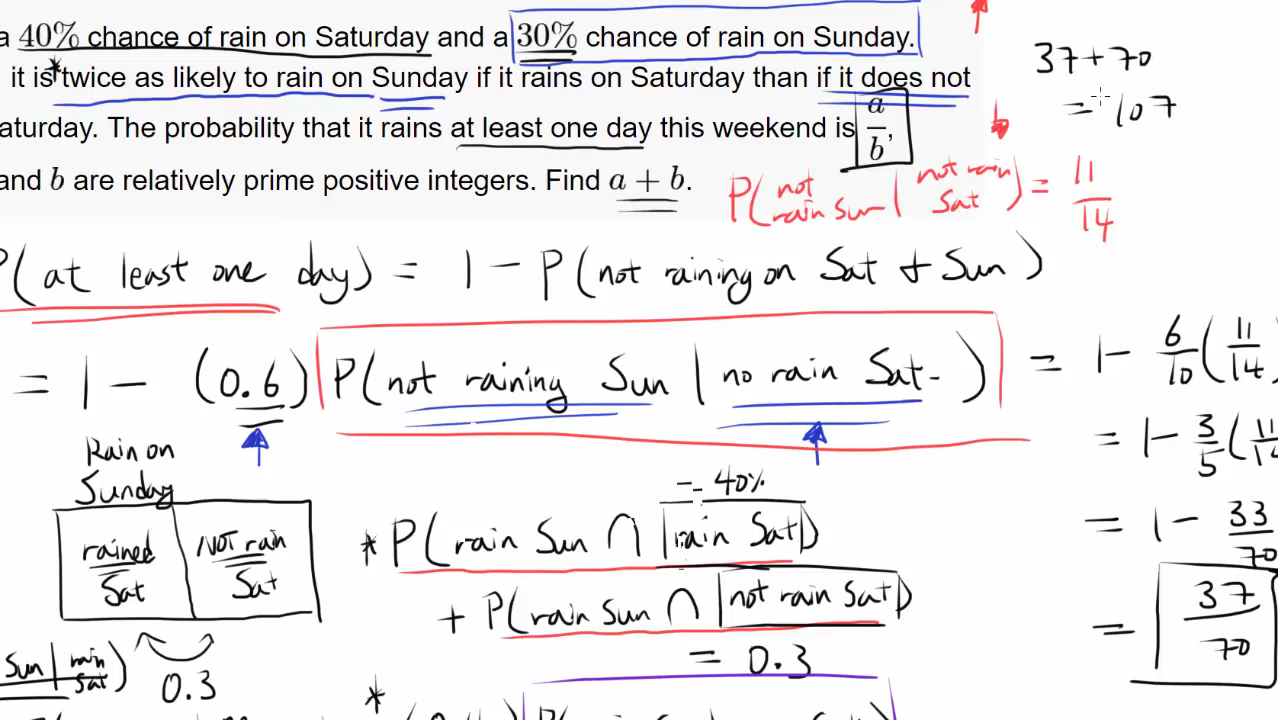 a 40% chance of rain on Saturday and a 30% chance of rain on Sunday.
it is* twice as likely to rain on Sunday if it rains on Saturday than if it does not
aturday. The probability that it rains at least one day this weekend is a/b,
and b are relatively prime positive integers. Find a + b.
37+70
= 107
P(not rain sun | not rain Sat) = 11/14
P(at least one day) = 1 - P(not raining on Sat & Sun)
= 1 - (0.6) P(not raining Sun | no rain Sat.)
= 1 - 6/10 (11/14)
= 1 - 3/5 (11/14
= 1 - 33/70
= 37/70
Rain on
Sunday
rained Sat
NOT rain Sat
0.3
Sun | rain Sat)
= 40%
* P(rain Sun ∩ rain Sat)
+ P(rain Sun ∩ not rain Sat)
= 0.3
*